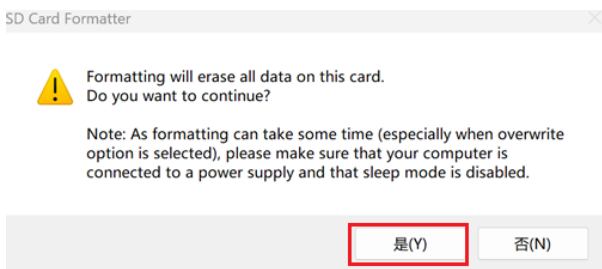 SD Card Formatter
Formatting will erase all data on this card.
Do you want to continue?
Note: As formatting can take some time (especially when overwrite
option is selected), please make sure that your computer is
connected to a power supply and that sleep mode is disabled.
是(Y) 否(N)